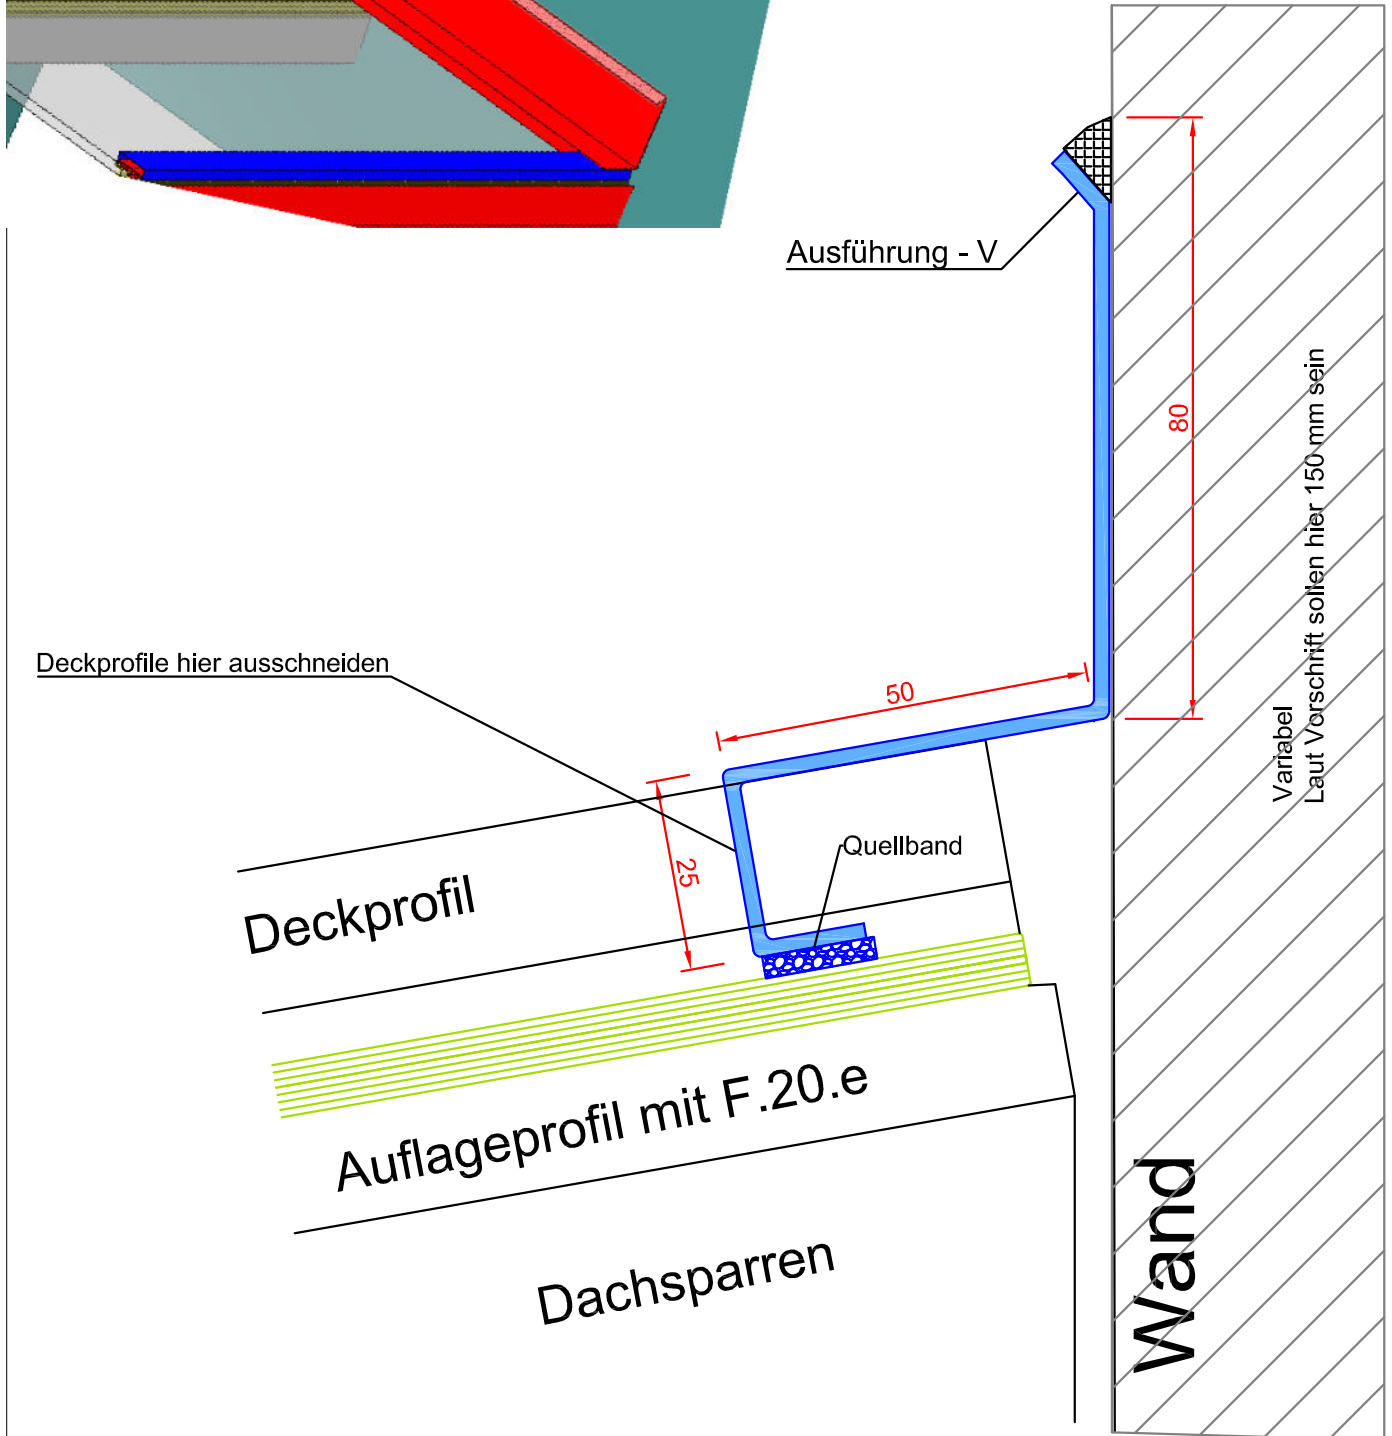 Ausführung - V
80
Variabel
Laut Vorschrift sollen hier 150 mm sein
Deckprofile hier ausschneiden
50
25
Quellband
Deckprofil
Auflageprofil mit F.20.e
Dachsparren
Wand